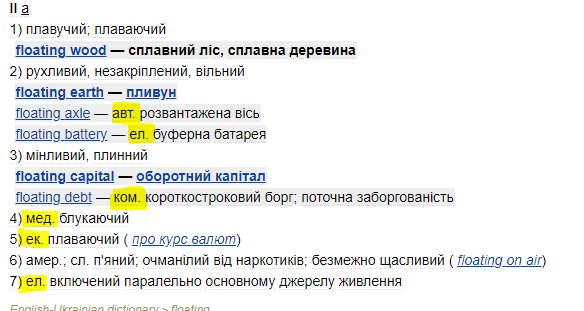 II a
1) плавучий; плаваючий
floating wood — сплавний ліс, сплавна деревина
2) рухливий, незакріплений, вільний
floating earth — пливун
floating axle — авт. розвантажена вісь
floating battery — ел. буферна батарея
3) мінливий, плинний
floating capital — оборотний капітал
floating debt — ком. короткостроковий борг; поточна заборгованість
4) мед. блукаючий
5) ек. плаваючий ( про курс валют)
6) амер.; сл. п'яний; очманілий від наркотиків; безмежно щасливий ( floating on air)
7) ел. включений паралельно основному джерелу живлення
English-Ukrainian dictionary > floating